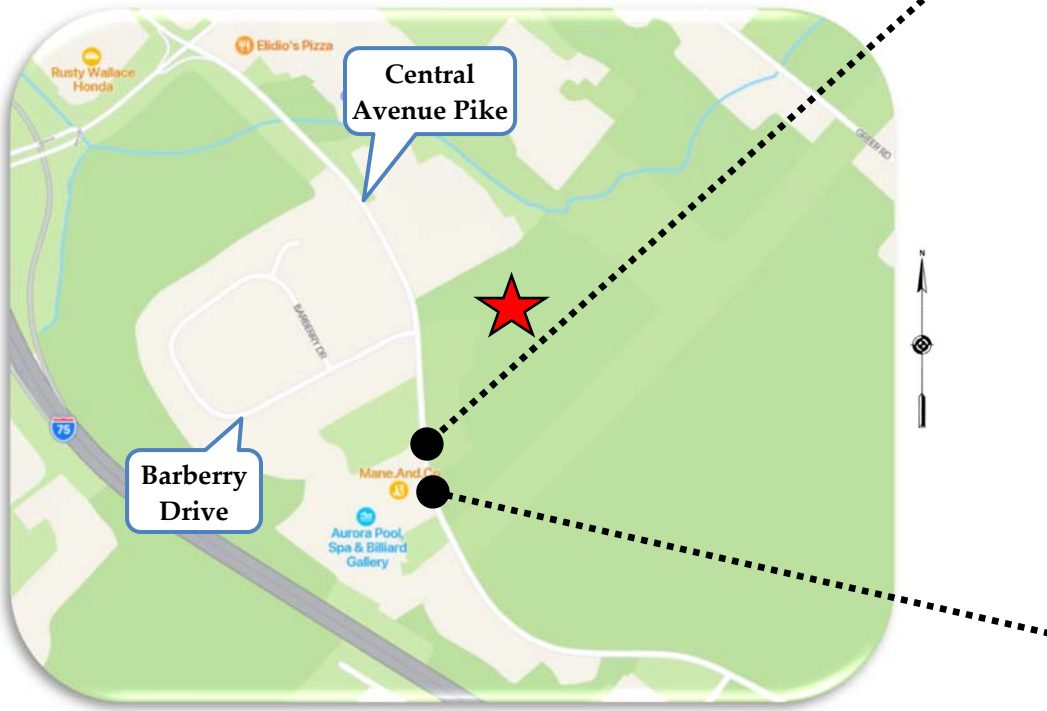 Elidio's Pizza
Rusty Wallace
Honda
Central
Avenue Pike
GREER RD
N
BARBERRY DR
75
Barberry
Drive
Mane.And Co
Aurora Pool,
Spa & Billiard
Gallery